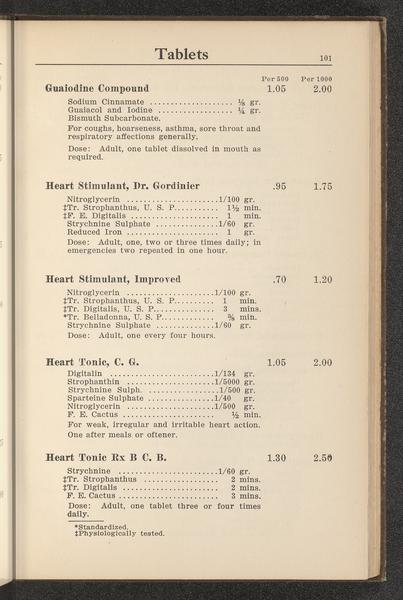 Tablets 101
Per 500 Per 1000
Guaiodine Compound 1.05 2.00
Sodium Cinnamate .................... ⅛ gr.
Guaiacol and Iodine .................. ¼ gr.
Bismuth Subcarbonate.
For coughs, hoarseness, asthma, sore throat and
respiratory affections generally.
Dose: Adult, one tablet dissolved in mouth as
required.
Heart Stimulant, Dr. Gordinier .95 1.75
Nitroglycerin ......................1/100 gr.
‡Tr. Strophanthus, U. S. P.......... 1½ min.
‡F. E. Digitalis ..................... 1 min.
Strychnine Sulphate ...............1/60 gr.
Reduced Iron ...................... 1 gr.
Dose: Adult, one, two or three times daily; in
emergencies two repeated in one hour.
Heart Stimulant, Improved .70 1.20
Nitroglycerin .....................1/100 gr.
‡Tr. Strophanthus, U. S. P......... 1 min.
‡Tr. Digitalis, U. S. P.............. 3 mins.
*Tr. Belladonna, U. S. P............ ⅝ min.
Strychnine Sulphate ..............1/60 gr.
Dose: Adult, one every four hours.
Heart Tonic, C. G. 1.05 2.00
Digitalin .........................1/134 gr.
Strophanthin .....................1/5000 gr.
Strychnine Sulph. .................1/500 gr.
Sparteine Sulphate ................1/40 gr.
Nitroglycerin .....................1/500 gr.
F. E. Cactus ...................... ½ min.
For weak, irregular and irritable heart action.
One after meals or oftener.
Heart Tonic Rx B C. B. 1.30 2.50
Strychnine ........................1/60 gr.
‡Tr. Strophanthus .................. 2 mins.
‡Tr. Digitalis ....................... 2 mins.
F. E. Cactus ........................ 3 mins.
Dose: Adult, one tablet three or four times
daily.
*Standardized.
‡Physiologically tested.